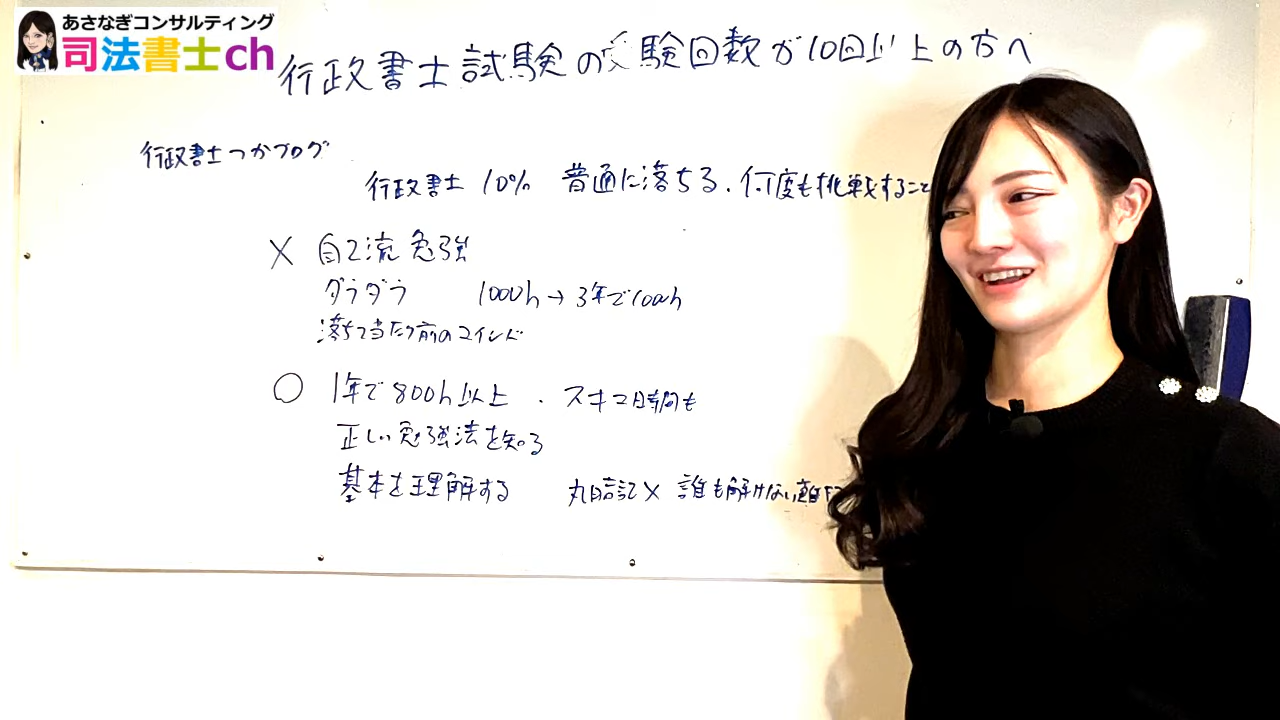 あさなぎコンサルティング
司法書士ch
行政書士試験の受験回数が10回以上の方へ
行政書士つかブログ
行政書士 10% 普通に落ちる、何度も挑戦すること
× 自己流勉強
ダラダラ 1000h→3年で1000h
落ちて当たり前のマインド
○ 1年で800h以上 ・スキマ時間も
正しい勉強法を知る
基本を理解する 丸暗記× 誰も解けない難